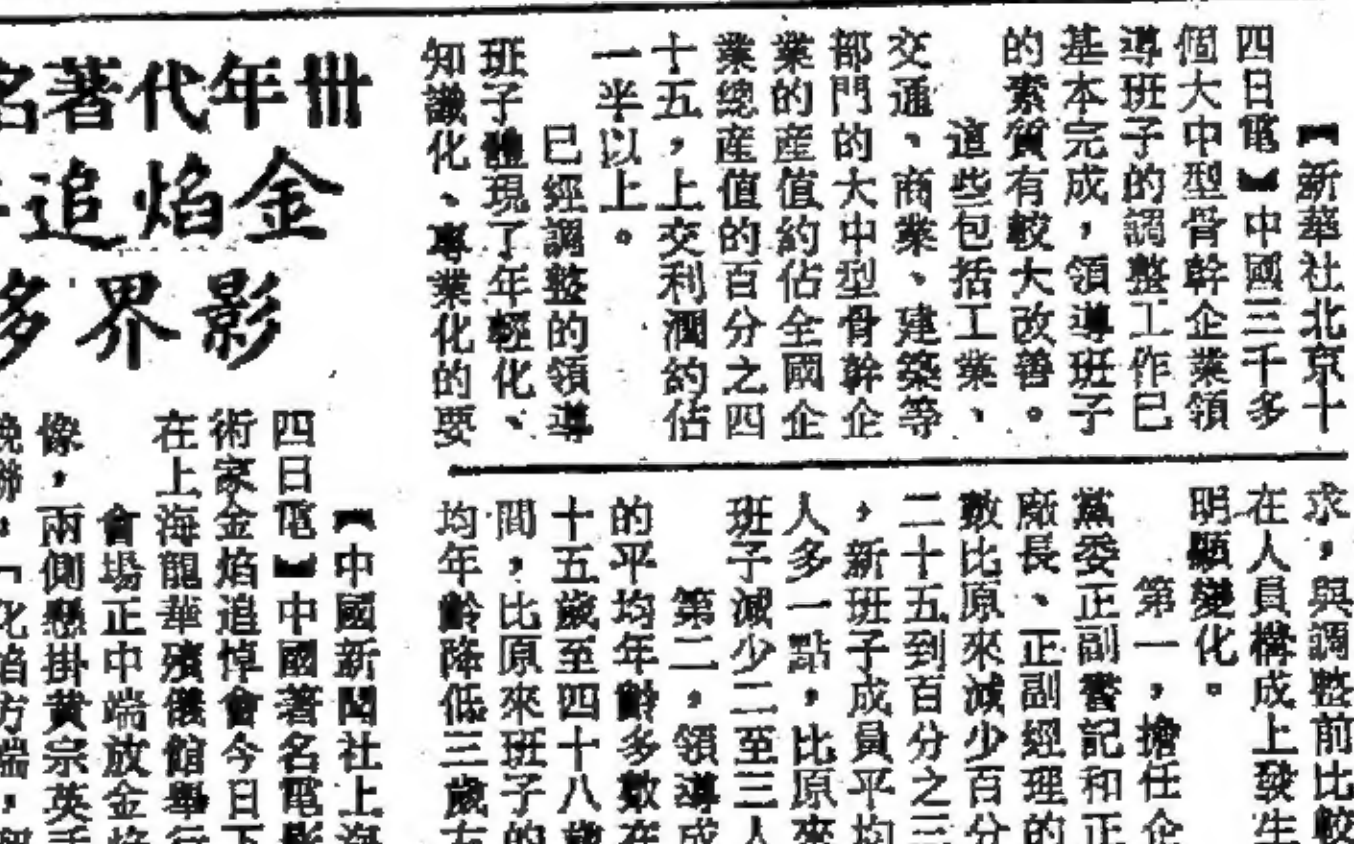 【新華社北京十
四日電】中國三千多
個大中型骨幹企業領
導班子的調整工作已
基本完成，領導班子
的素質有較大改善。
這些包括工業、
交通、商業、建築等
部門的大中型骨幹企
業的產值約佔全國企
業總產值的百分之四
十五，上交利潤約佔
一半以上。
已經調整的領導
班子體現了年輕化、
知識化、專業化的要
求，與調整前比較
在人員構成上發生
明顯變化。
第一，擔任企
黨委正副書記和正
廠長、正副經理的
數比原來減少百分
二十五到百分之三
，新班子成員平均
人多一點，比原來
班子減少二至三人
第二，領導成
的平均年齡多數在
十五歲至四十八歲
間，比原來班子的
均年齡降低三歲左
卅年代著名
金焰追
影界多
【中國新聞社上海
四日電】中國著名電影
術家金焰追悼會今日下
在上海龍華殯儀館舉行
會場正中端放金焰
像，兩側懸掛黃宗英手
挽聯：「化焰方端，